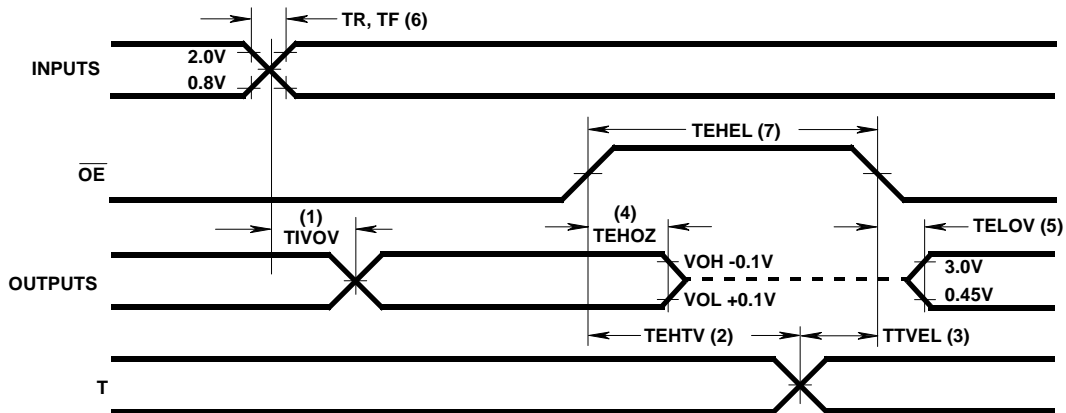 TR, TF (6)
INPUTS
2.0V
0.8V
TEHEL (7)
OE
(1)
TIVOV
(4)
TEHOZ
TELOV (5)
OUTPUTS
VOH -0.1V
VOL +0.1V
3.0V
0.45V
TEHTV (2)
TTVEL (3)
T